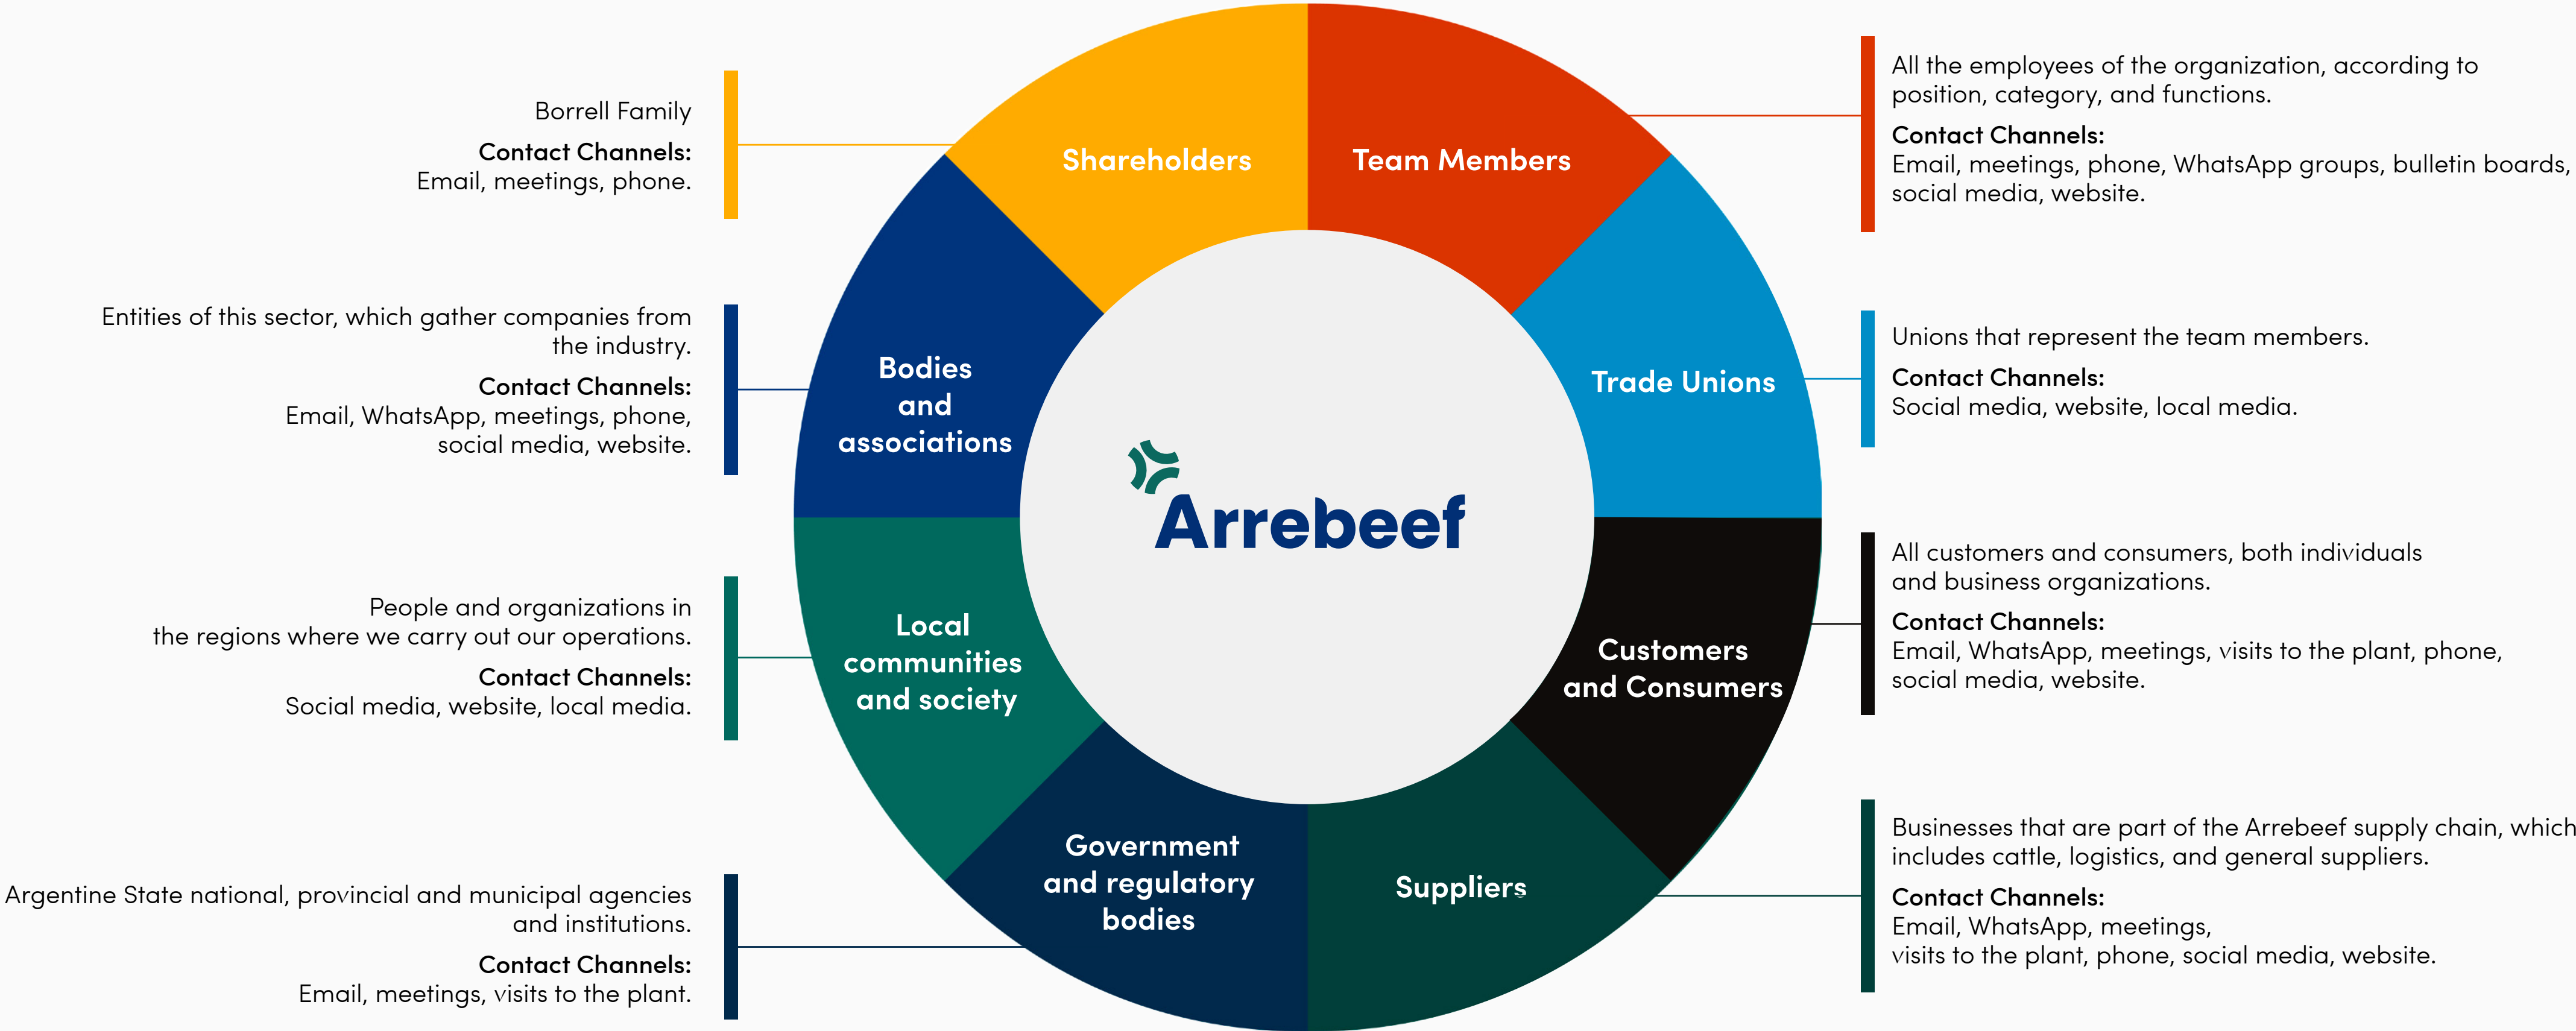 Shareholders
Borrell Family
Contact Channels:
Email, meetings, phone.
Team Members
All the employees of the organization, according to
position, category, and functions.
Contact Channels:
Email, meetings, phone, WhatsApp groups, bulletin boards,
social media, website.
Bodies
and
associations
Entities of this sector, which gather companies from
the industry.
Contact Channels:
Email, WhatsApp, meetings, phone,
social media, website.
Trade Unions
Unions that represent the team members.
Contact Channels:
Social media, website, local media.
Arrebeef
Local
communities
and society
People and organizations in
the regions where we carry out our operations.
Contact Channels:
Social media, website, local media.
Customers
and Consumers
All customers and consumers, both individuals
and business organizations.
Contact Channels:
Email, WhatsApp, meetings, visits to the plant, phone,
social media, website.
Government
and regulatory
bodies
Argentine State national, provincial and municipal agencies
and institutions.
Contact Channels:
Email, meetings, visits to the plant.
Suppliers
Businesses that are part of the Arrebeef supply chain, which
includes cattle, logistics, and general suppliers.
Contact Channels:
Email, WhatsApp, meetings,
visits to the plant, phone, social media, website.